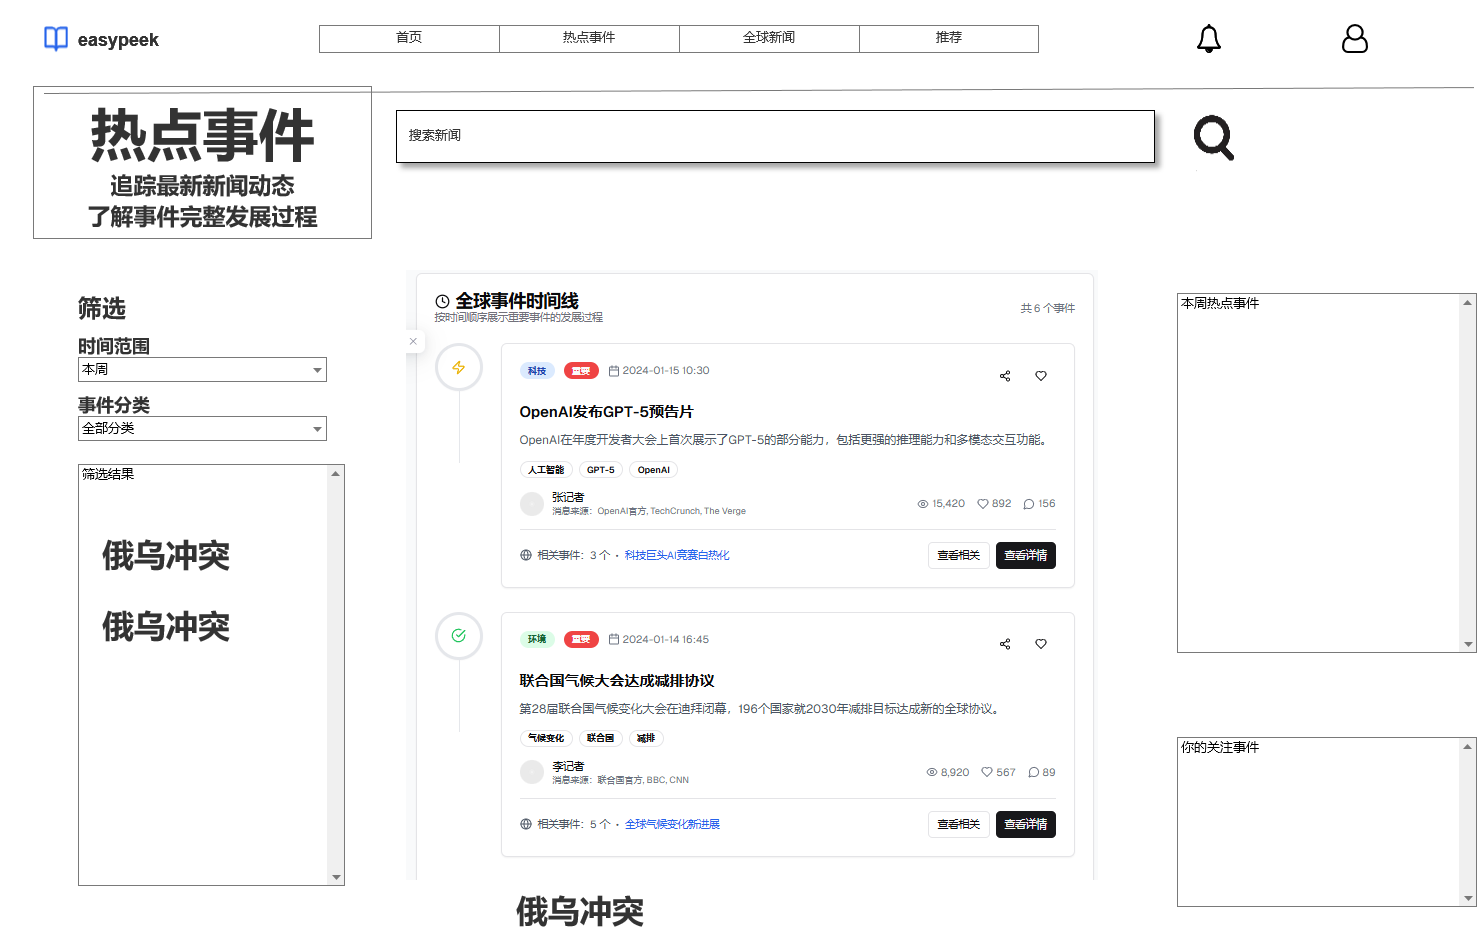 easypeek
首页
热点事件
全球新闻
推荐
热点事件
追踪最新新闻动态
了解事件完整发展过程
搜索新闻
筛选
时间范围
本周
事件分类
全部分类
筛选结果
俄乌冲突
俄乌冲突
全球事件时间线
按时间顺序展示重要事件的发展过程
共 6 个事件
科技 重要 2024-01-15 10:30
OpenAI发布GPT-5预告片
OpenAI在年度开发者大会上首次展示了GPT-5的部分能力，包括更强的推理能力和多模态交互功能。
人工智能 GPT-5 OpenAI
张记者
消息来源：OpenAI官方, TechCrunch, The Verge
15,420 892 156
相关事件：3 个 · 科技巨头AI竞赛白热化
查看相关 查看详情
环境 重要 2024-01-14 16:45
联合国气候大会达成减排协议
第28届联合国气候变化大会在迪拜闭幕，196个国家就2030年减排目标达成新的全球协议。
气候变化 联合国 减排
李记者
消息来源：联合国官方, BBC, CNN
8,920 567 89
相关事件：5 个 · 全球气候变化新进展
查看相关 查看详情
俄乌冲突
本周热点事件
你的关注事件